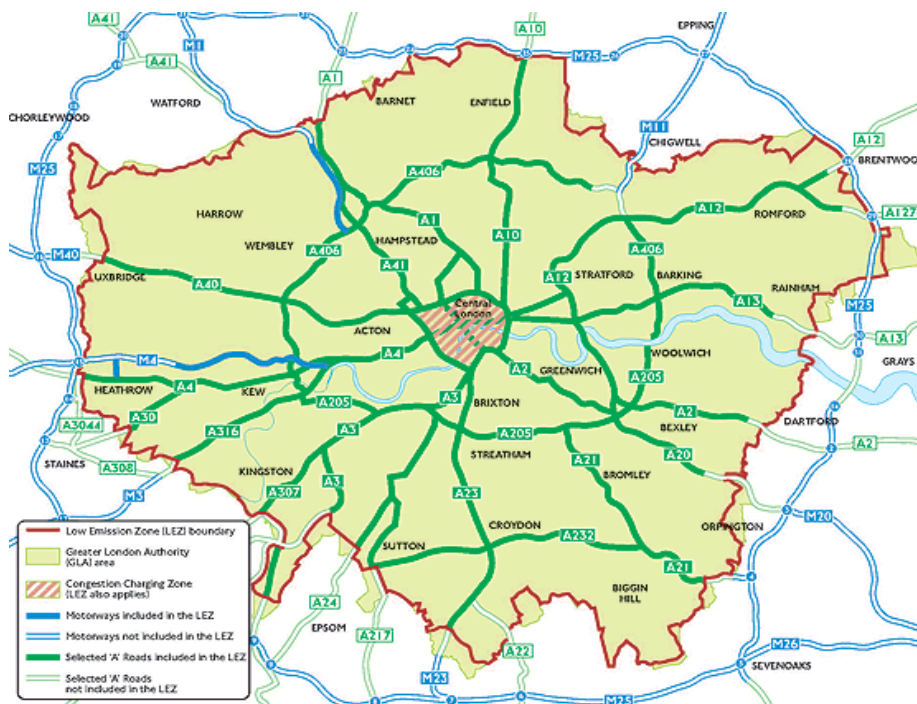 A41
M1
A10
EPPING
A41
A1
M25
WATFORD
BARNET
ENFIELD
CHORLEYWOOD
M11
CHIGWELL
A12
BRENTWOO
M25
A406
A127
HARROW
A1
A12
ROMFORD
WEMBLEY
A406
HAMPSTEAD
A10
A406
M40
A41
STRATFORD
BARKING
UXBRIDGE
A40
A12
RAINHAM
M25
Central
London
A13
ACTON
A13
M4
A4
WOOLWICH
GRAYS
HEATHROW
A4
KEW
A2
GREENWICH
A205
A30
A205
A3
BRIXTON
A2
DARTFORD
A3044
A316
A3
A205
BEXLEY
A2
STAINES
A308
STREATHAM
A21
A20
KINGSTON
BROMLEY
M3
A307
A3
A23
M20
CROYDON
ORPINGTON
SUTTON
A232
A21
BIGGIN
HILL
A24
EPSOM
A217
A22
M26
M23
SEVENOAKS
M25
Low Emission Zone (LEZ) boundary
Greater London Authority
(GLA) area
Congestion Charging Zone
(LEZ also applies)
Motorways included in the LEZ
Motorways not included in the LEZ
Selected 'A' Roads included in the LEZ
Selected 'A' Roads
not included in the LEZ